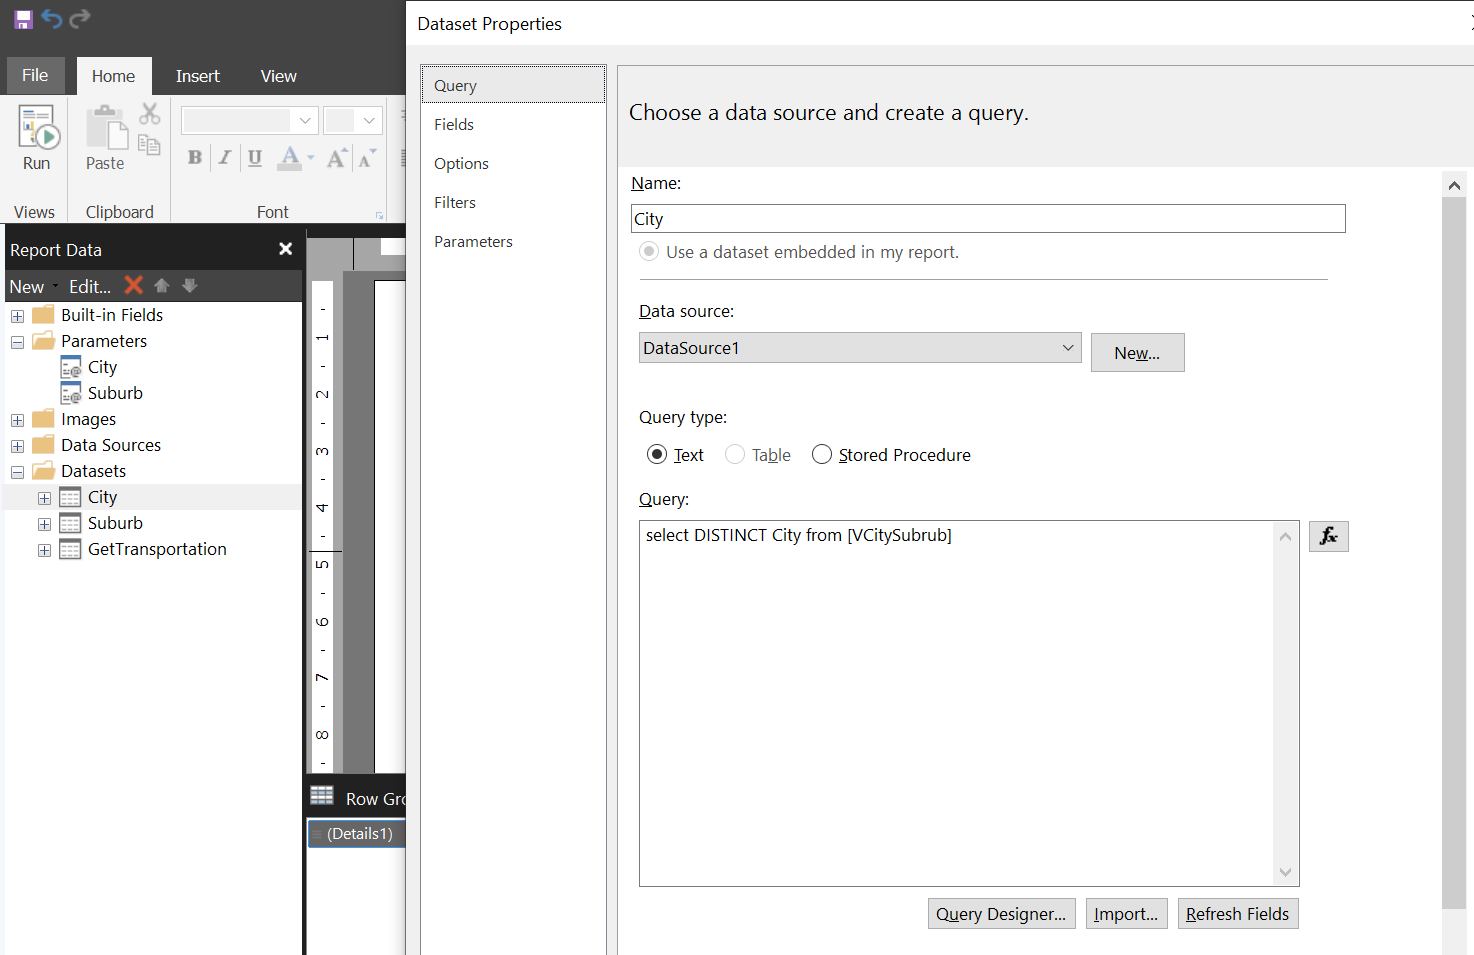 Dataset Properties
File
Home
Insert
View
Run
Paste
B I U A A A
Views
Clipboard
Font
Report Data
New
Edit...
Built-in Fields
Parameters
City
Suburb
Images
Data Sources
Datasets
City
Suburb
GetTransportation
1
2
3
4
5
6
7
8
Row Gro
(Details1)
Query
Fields
Options
Filters
Parameters
Choose a data source and create a query.
Name:
City
Use a dataset embedded in my report.
Data source:
DataSource1
New...
Query type:
Text
Table
Stored Procedure
Query:
select DISTINCT City from [VCitySubrub]
fx
Query Designer...
Import...
Refresh Fields